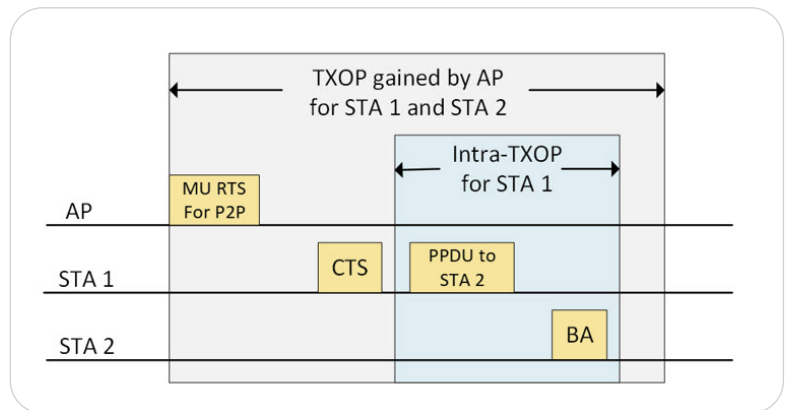 TXOP gained by AP
for STA 1 and STA 2
Intra-TXOP
for STA 1
MU RTS
For P2P
AP
CTS
PPDU to
STA 2
STA 1
BA
STA 2